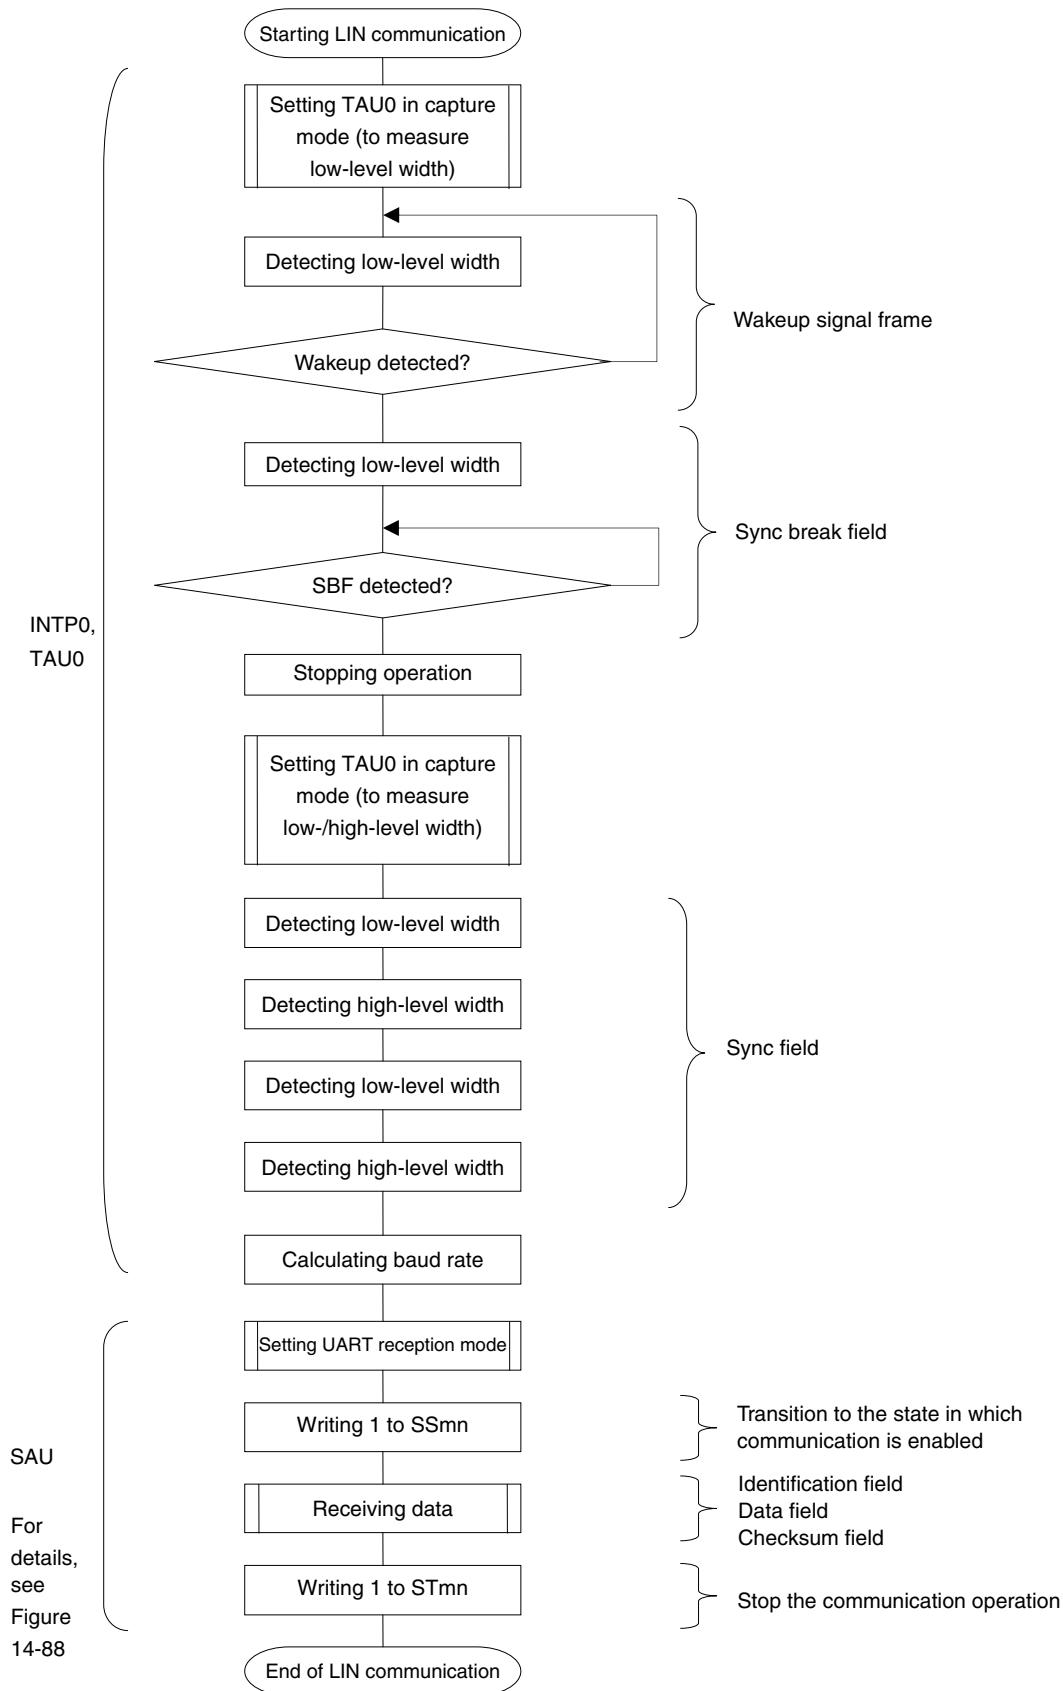 Starting LIN communication
Setting TAU0 in capture
mode (to measure
low-level width)
Detecting low-level width
Wakeup detected?
Wakeup signal frame
Detecting low-level width
SBF detected?
Sync break field
INTP0,
TAU0
Stopping operation
Setting TAU0 in capture
mode (to measure
low-/high-level width)
Detecting low-level width
Detecting high-level width
Detecting low-level width
Detecting high-level width
Sync field
Calculating baud rate
Setting UART reception mode
Writing 1 to SSmn
Transition to the state in which
communication is enabled
SAU
For
details,
see
Figure
14-88
Receiving data
Identification field
Data field
Checksum field
Writing 1 to STmn
Stop the communication operation
End of LIN communication